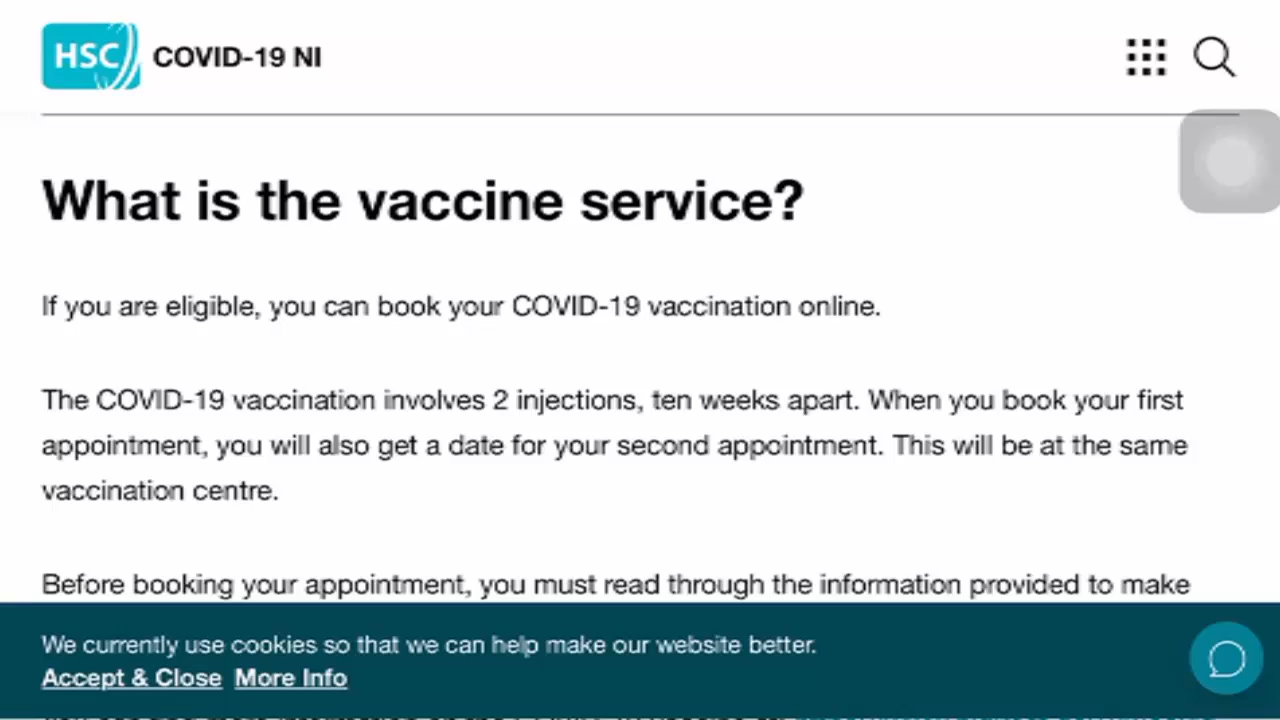 HSC COVID-19 NI
What is the vaccine service?
If you are eligible, you can book your COVID-19 vaccination online.
The COVID-19 vaccination involves 2 injections, ten weeks apart. When you book your first
appointment, you will also get a date for your second appointment. This will be at the same
vaccination centre.
Before booking your appointment, you must read through the information provided to make
We currently use cookies so that we can help make our website better.
Accept & Close More Info